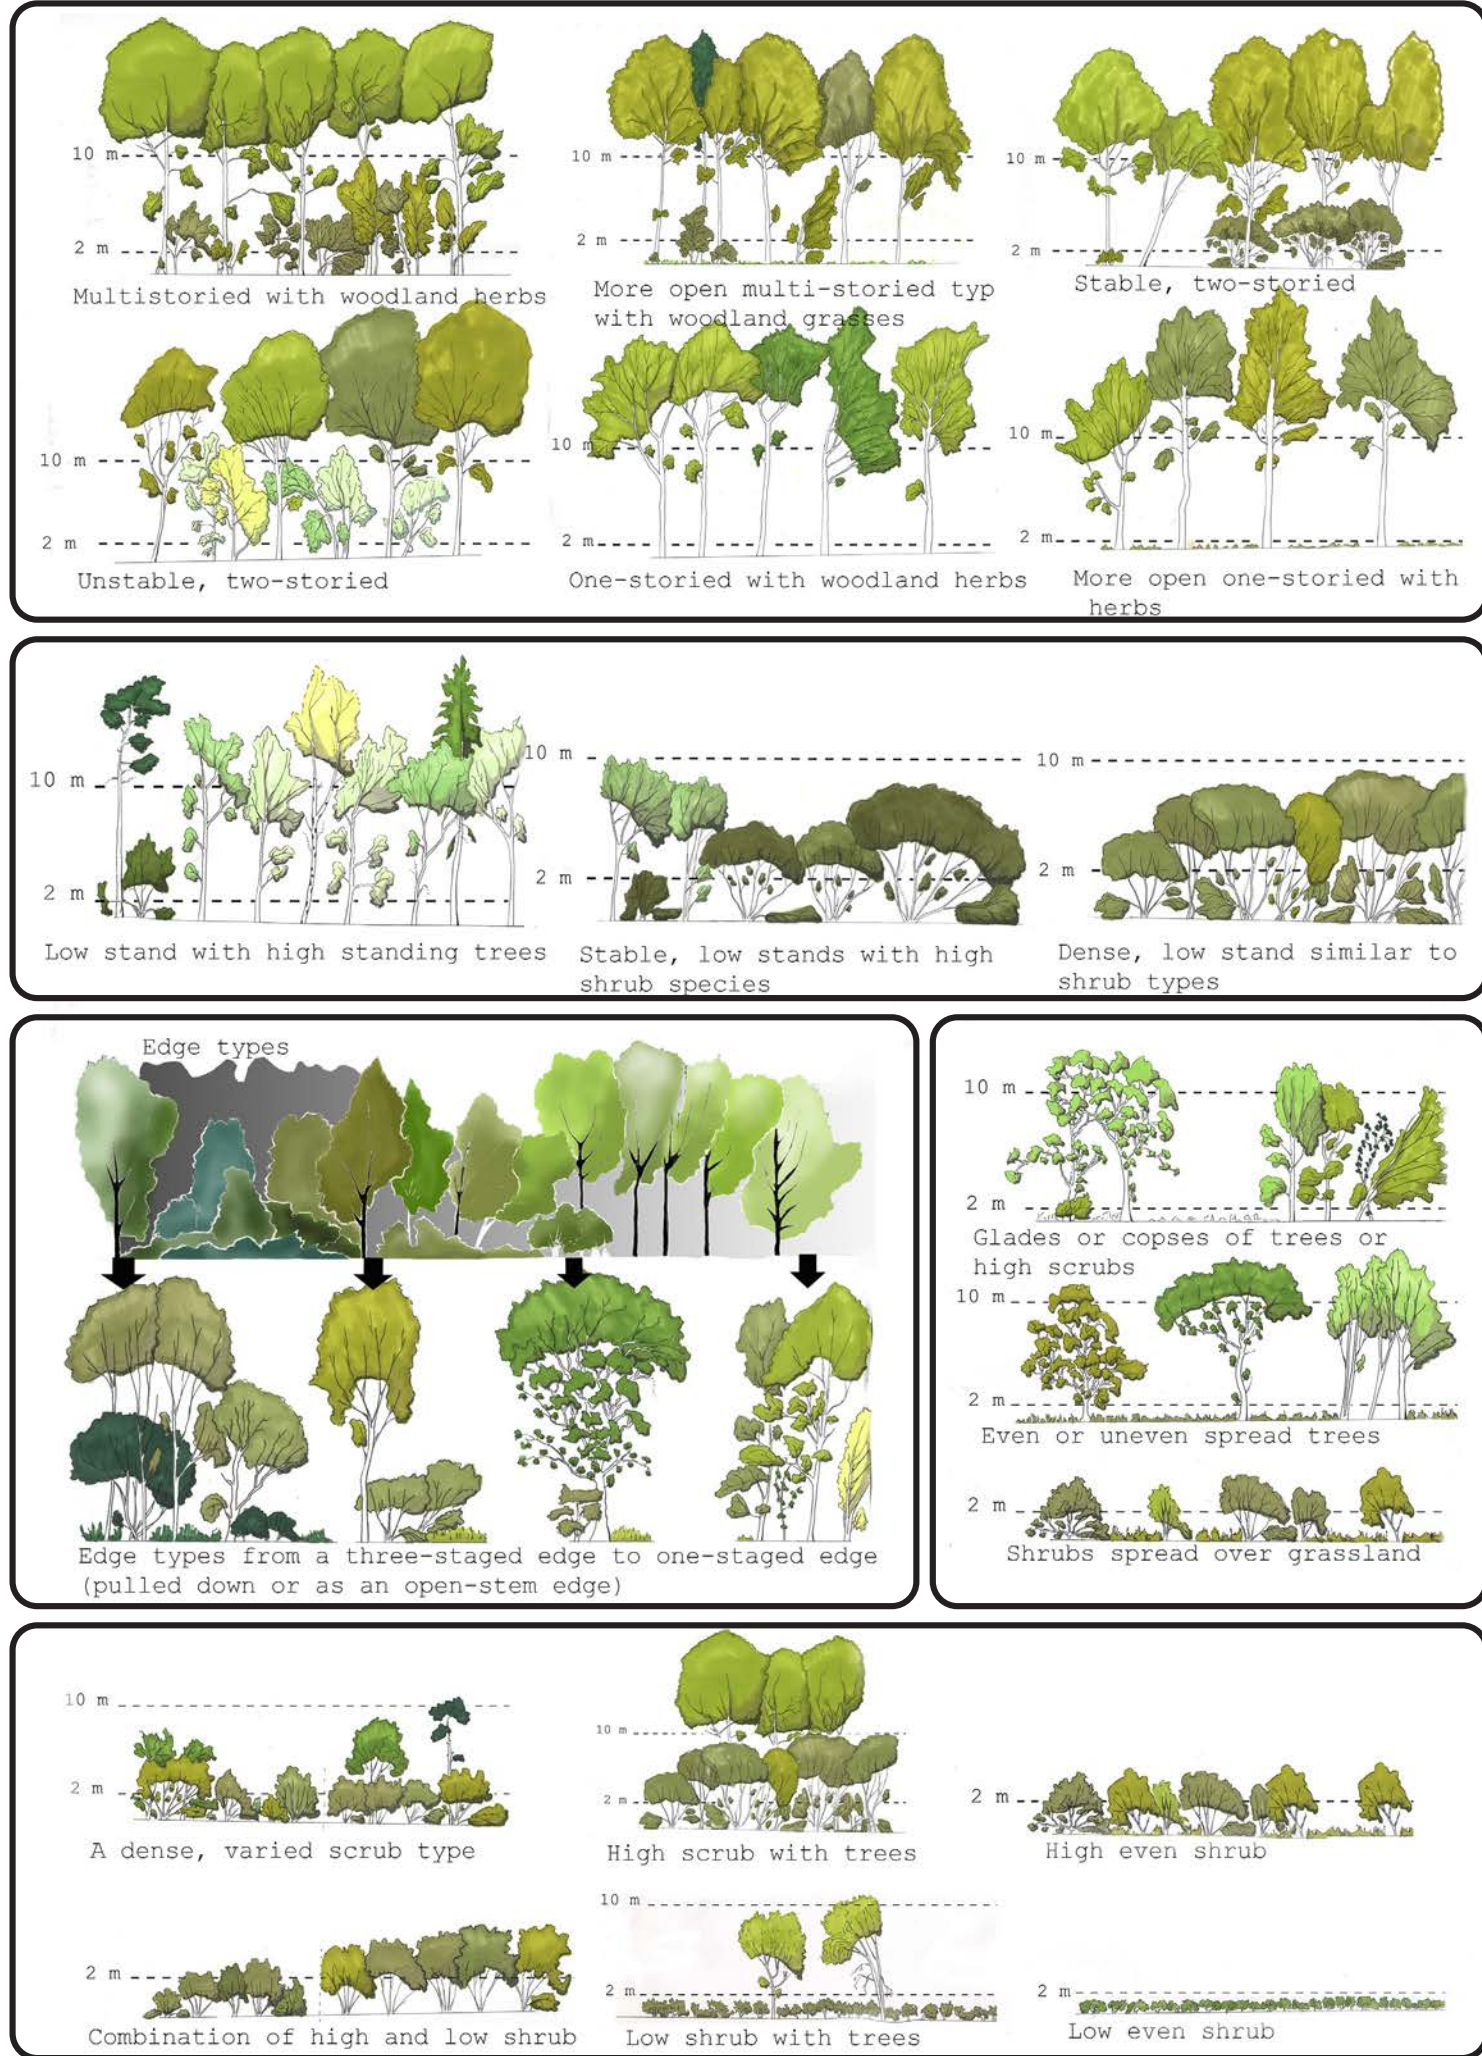 10 m
2 m
Multistoried with woodland herbs
10 m
2 m
More open multi-storied typ
with woodland grasses
10 m
2 m
Stable, two-storied
10 m
2 m
Unstable, two-storied
10 m
2 m
One-storied with woodland herbs
10 m
2 m
More open one-storied with
herbs
10 m
2 m
Low stand with high standing trees
10 m
2 m
Stable, low stands with high
shrub species
10 m
2 m
Dense, low stand similar to
shrub types
Edge types
Edge types from a three-staged edge to one-staged edge
(pulled down or as an open-stem edge)
10 m
2 m
Glades or copses of trees or
high scrubs
10 m
2 m
Even or uneven spread trees
2 m
Shrubs spread over grassland
10 m
2 m
A dense, varied scrub type
10 m
2 m
High scrub with trees
2 m
High even shrub
2 m
Combination of high and low shrub
10 m
2 m
Low shrub with trees
2 m
Low even shrub